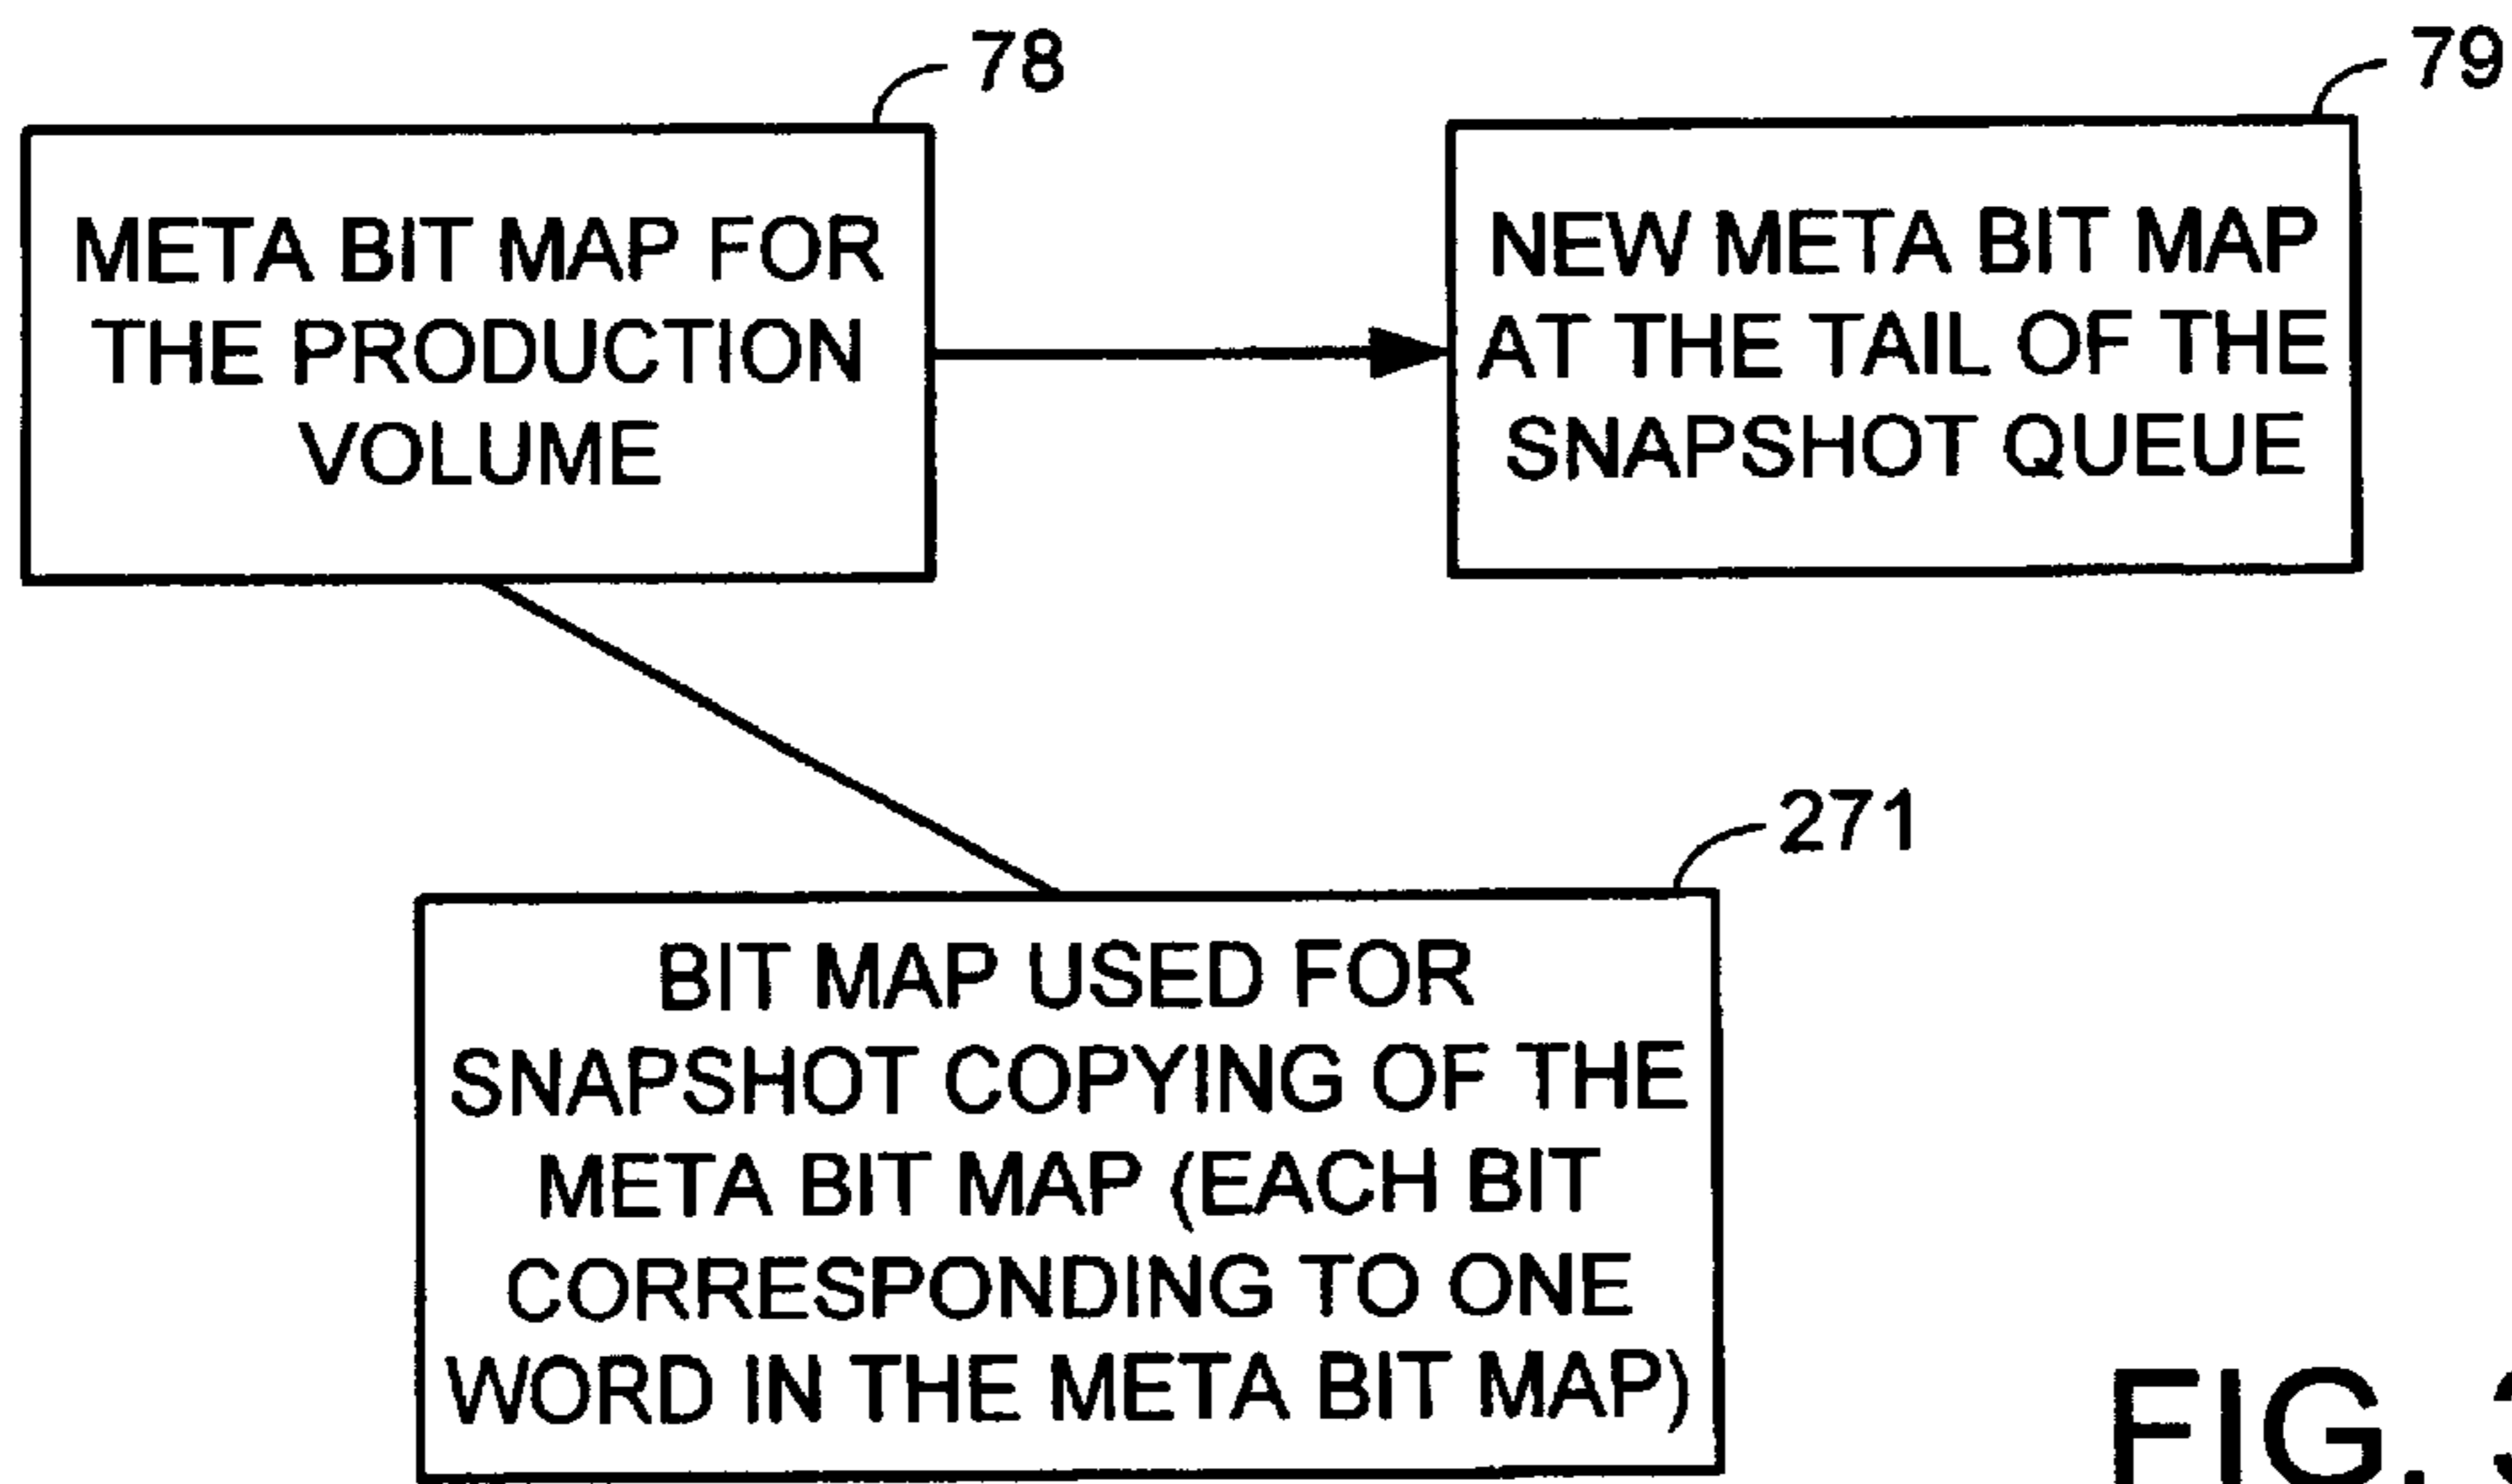 78
META BIT MAP FOR
THE PRODUCTION
VOLUME
79
NEW META BIT MAP
AT THE TAIL OF THE
SNAPSHOT QUEUE
271
BIT MAP USED FOR
SNAPSHOT COPYING OF THE
META BIT MAP (EACH BIT
CORRESPONDING TO ONE
WORD IN THE META BIT MAP)
FIG.